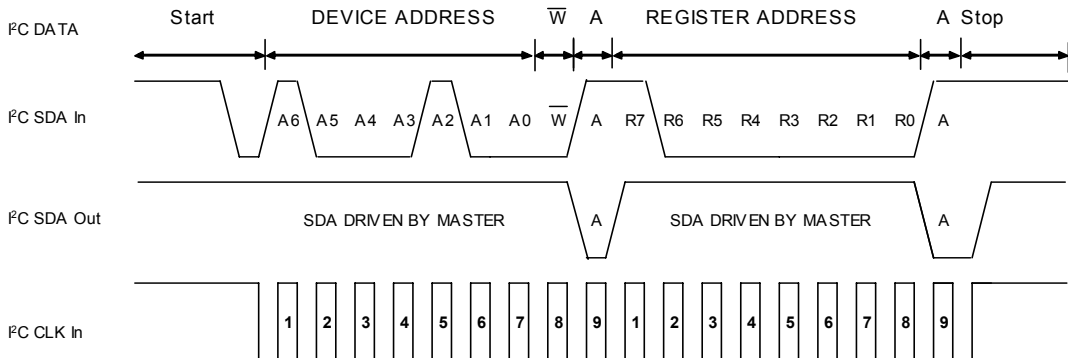 I²C DATA Start DEVICE ADDRESS W̅ A REGISTER ADDRESS A Stop
I²C SDA In A6 A5 A4 A3 A2 A1 A0 W̅ A R7 R6 R5 R4 R3 R2 R1 R0 A
I²C SDA Out SDA DRIVEN BY MASTER A SDA DRIVEN BY MASTER A
I²C CLK In 1 2 3 4 5 6 7 8 9 1 2 3 4 5 6 7 8 9